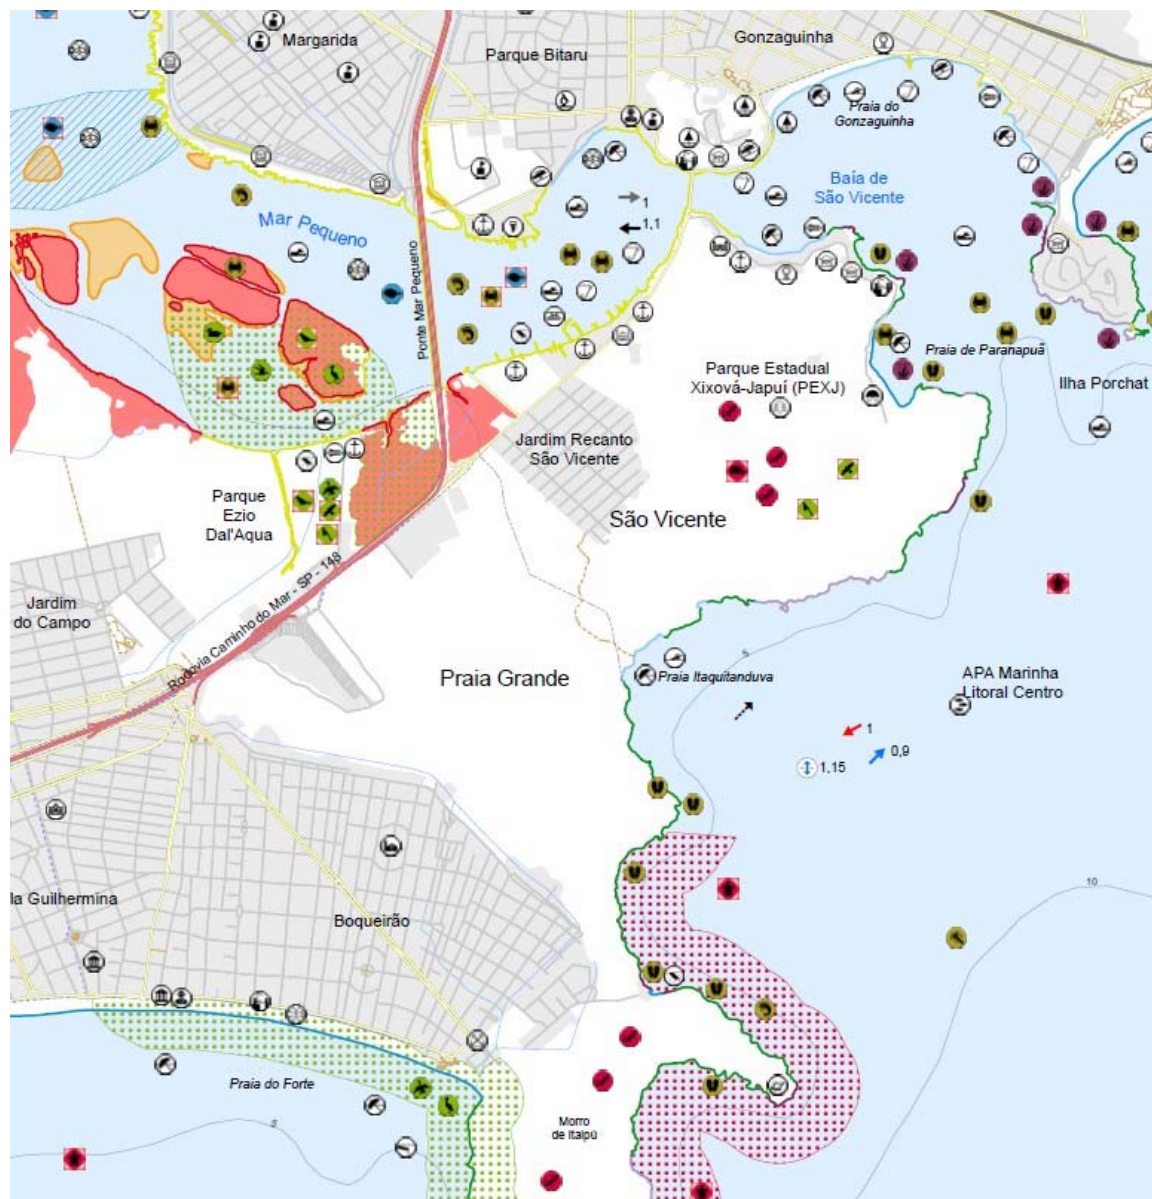 Margarida
Parque Bitaru
Gonzaguinha
Praia do
Gonzaguinha
Baía de
São Vicente
Mar Pequeno
1
1,1
Ponte Mar Pequeno
Praia de Paranapuã
Ilha Porchat
Parque Estadual
Xixová-Japuí (PEXJ)
Jardim Recanto
São Vicente
Parque
Ezio
Dal'Aqua
São Vicente
Rodovia Caminho do Mar - SP - 148
Jardim
do Campo
Praia Grande
Praia Itaquitanduva
5
APA Marinha
Litoral Centro
1
0,9
1,15
10
la Guilhermina
Boqueirão
Praia do Forte
5
Morro
de Itaipú